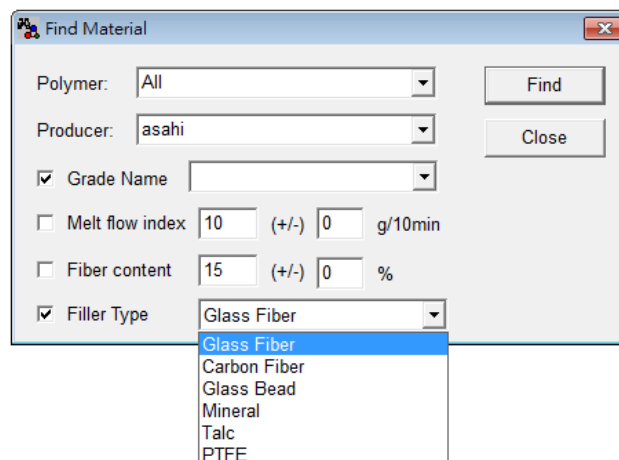 Find Material
Polymer: All Find
Producer: asahi Close
Grade Name
Melt flow index 10 (+/-) 0 g/10min
Fiber content 15 (+/-) 0 %
Filler Type Glass Fiber
Glass Fiber
Carbon Fiber
Glass Bead
Mineral
Talc
PTFE